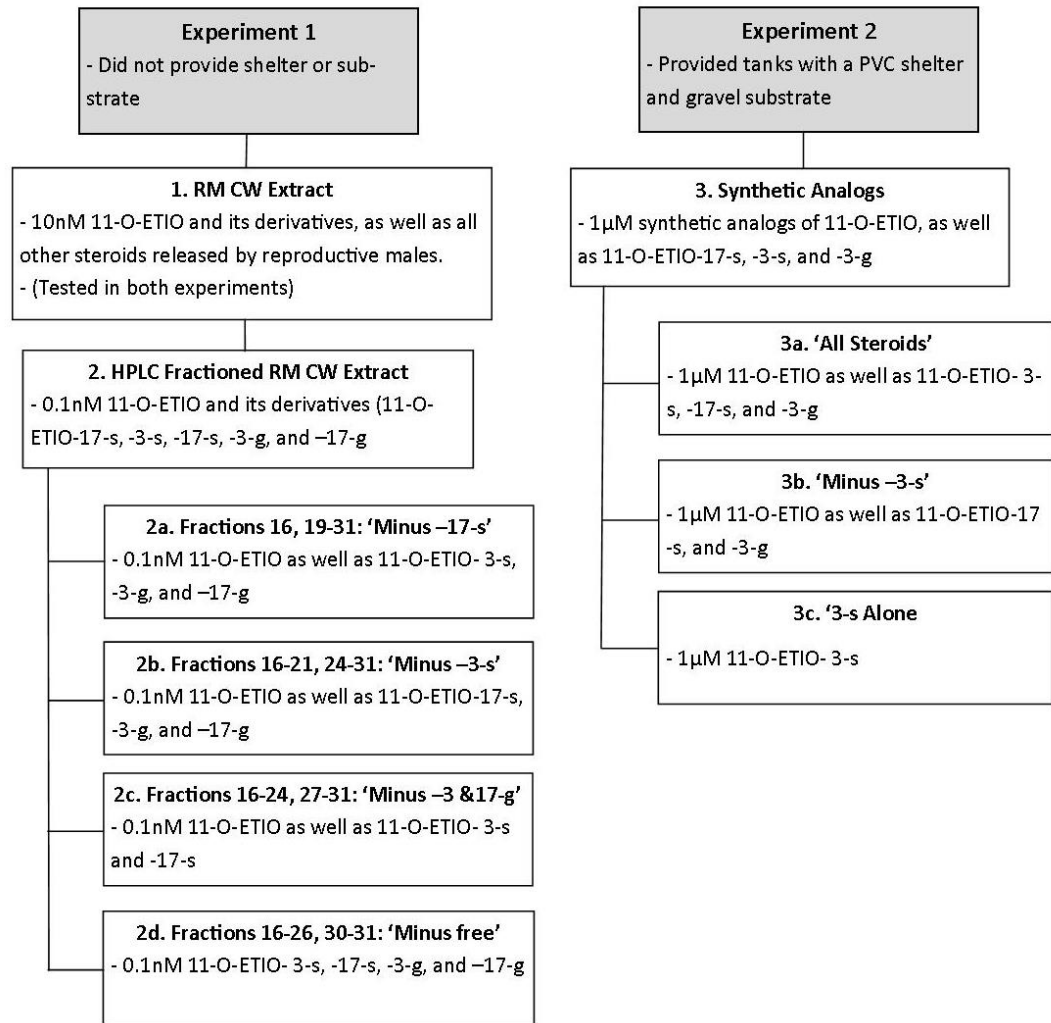 Experiment 1
- Did not provide shelter or sub-
strate
1. RM CW Extract
- 10nM 11-O-ETIO and its derivatives, as well as all
other steroids released by reproductive males.
- (Tested in both experiments)
2. HPLC Fractioned RM CW Extract
- 0.1nM 11-O-ETIO and its derivatives (11-O-
ETIO-17-s, -3-s, -17-s, -3-g, and –17-g
2a. Fractions 16, 19-31: ‘Minus –17-s’
- 0.1nM 11-O-ETIO as well as 11-O-ETIO- 3-s,
-3-g, and –17-g
2b. Fractions 16-21, 24-31: ‘Minus –3-s’
- 0.1nM 11-O-ETIO as well as 11-O-ETIO-17-s,
-3-g, and –17-g
2c. Fractions 16-24, 27-31: ‘Minus –3 &17-g’
- 0.1nM 11-O-ETIO as well as 11-O-ETIO- 3-s
and -17-s
2d. Fractions 16-26, 30-31: ‘Minus free’
- 0.1nM 11-O-ETIO- 3-s, -17-s, -3-g, and –17-g
Experiment 2
- Provided tanks with a PVC shelter
and gravel substrate
3. Synthetic Analogs
- 1μM synthetic analogs of 11-O-ETIO, as well
as 11-O-ETIO-17-s, -3-s, and -3-g
3a. ‘All Steroids’
- 1μM 11-O-ETIO as well as 11-O-ETIO- 3-
s, -17-s, and -3-g
3b. ‘Minus –3-s’
- 1μM 11-O-ETIO as well as 11-O-ETIO-17
-s, and -3-g
3c. ‘3-s Alone
- 1μM 11-O-ETIO- 3-s